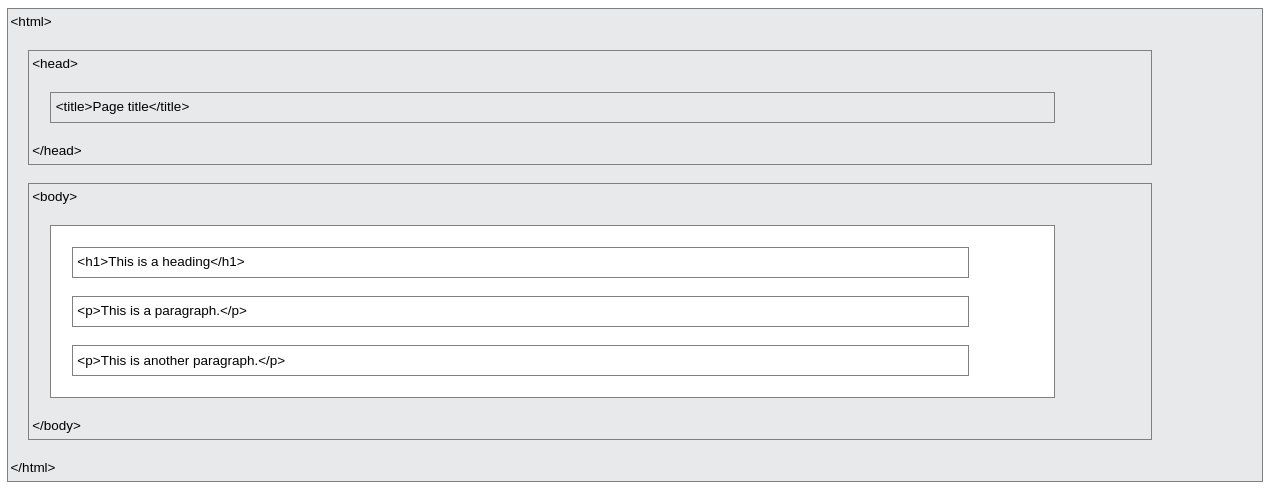 <html>
<head>
<title>Page title</title>
</head>
<body>
<h1>This is a heading</h1>
<p>This is a paragraph.</p>
<p>This is another paragraph.</p>
</body>
</html>